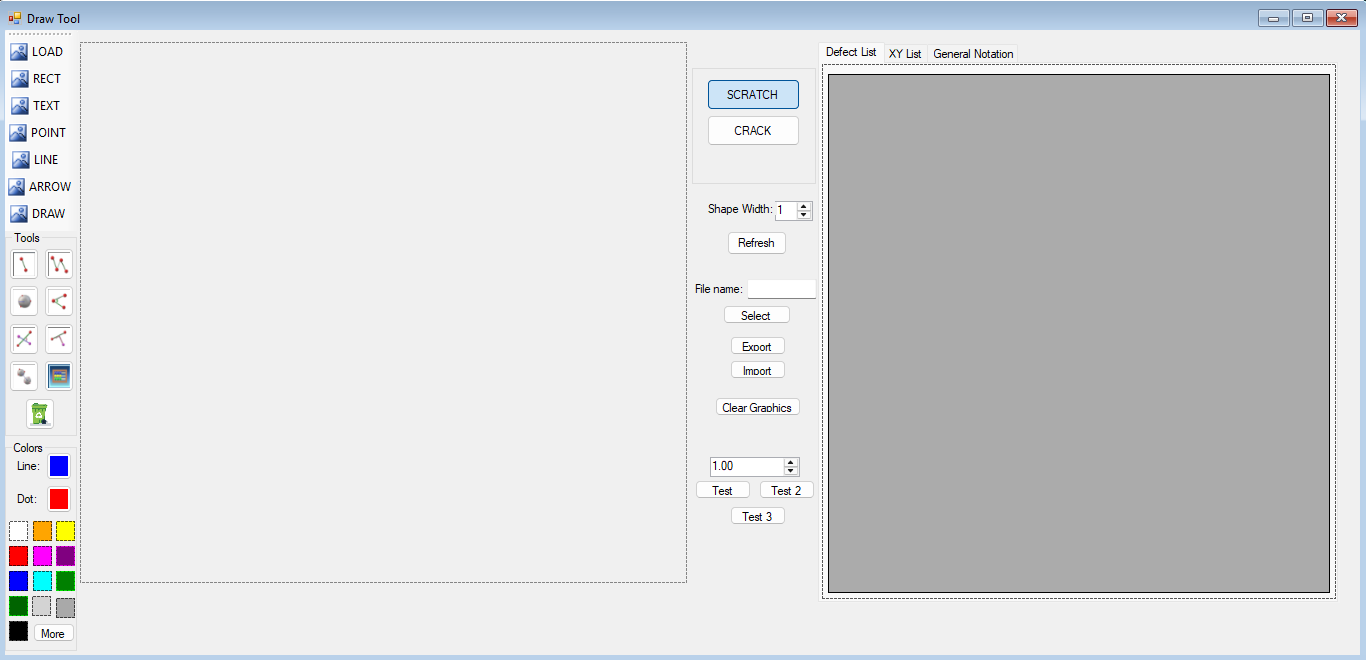 Draw Tool
LOAD
RECT
TEXT
POINT
LINE
ARROW
DRAW
Tools
Colors
Line:
Dot:
More
SCRATCH
CRACK
Shape Width: 1
Refresh
File name:
Select
Export
Import
Clear Graphics
1.00
Test Test 2
Test 3
Defect List XY List General Notation